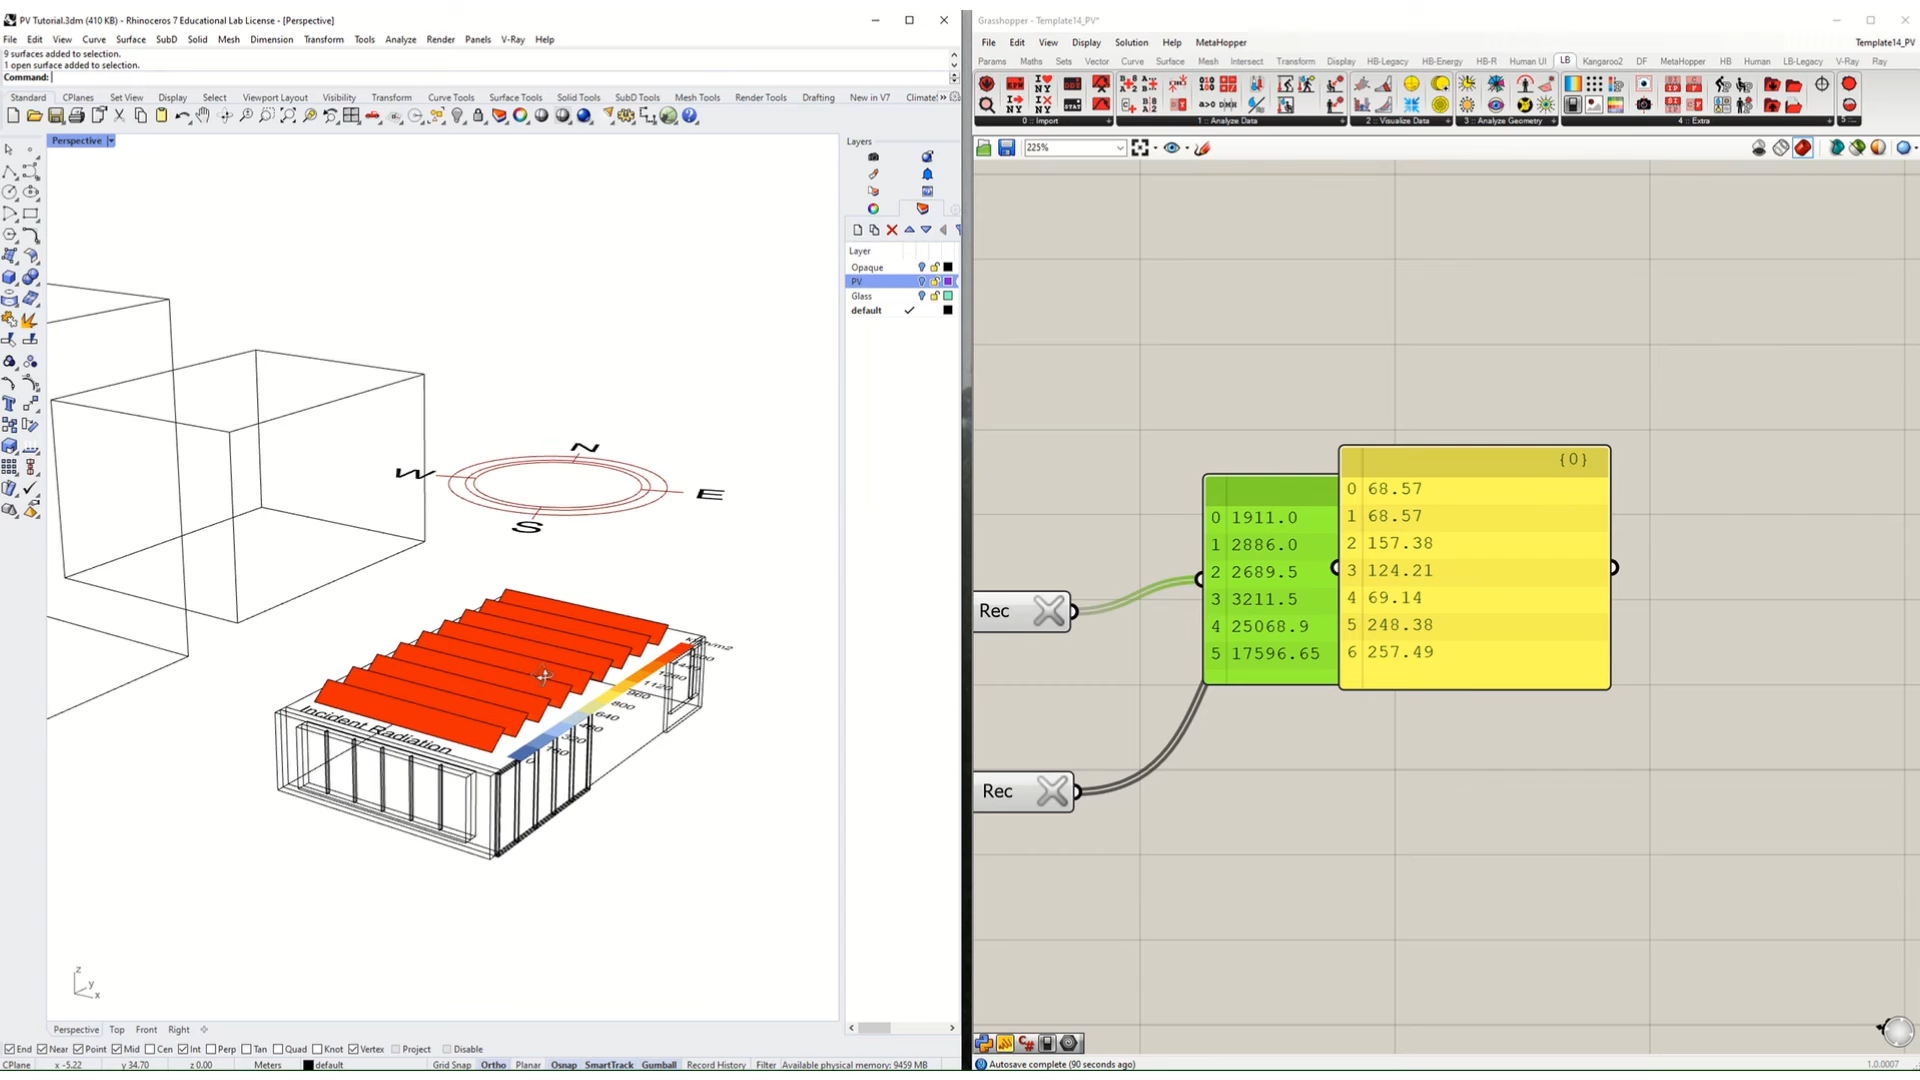 PV Tutorial.3dm (410 KB) - Rhinoceros 7 Educational Lab License - [Perspective]
File Edit View Curve Surface SubD Solid Mesh Dimension Transform Tools Analyze Render Panels V-Ray Help
9 surfaces added to selection.
1 open surface added to selection.
Command:
Standard CPlanes Set View Display Select Viewport Layout Visibility Transform Curve Tools Surface Tools Solid Tools SubD Tools Mesh Tools Render Tools Drafting New in V7
Perspective
Layers
Layer
Opaque
PV
Glass
default
N
W
E
S
Incident Radiation
1280
1120
960
800
640
480
320
160
0
z
y
x
Perspective Top Front Right
End Near Point Mid Cen Int Perp Tan Quad Knot Vertex Project Disable
CPlane x -5.22 y 34.70 z 0.00 Meters default Grid Snap Ortho Planar Osnap SmartTrack Gumball Record History Filter Available physical memory: 9459 MB
Grasshopper - Template14_PV*
File Edit View Display Solution Help MetaHopper Template14_PV
Params Maths Sets Vector Curve Surface Mesh Intersect Transform Display HB-Legacy HB-Energy HB-R Human UI LB Kangaroo2 DF MetaHopper HB Human LB-Legacy V-Ray Ray
0 :: Import 1 :: Analyze Data 2 :: Visualize Data 3 :: Analyze Geometry 4 :: Extra
225%
Rec
Rec
0 1911.0
1 2886.0
2 2689.5
3 3211.5
4 25068.9
5 17596.65
{0}
0 68.57
1 68.57
2 157.38
3 124.21
4 69.14
5 248.38
6 257.49
Autosave complete (90 seconds ago)
1.0.0007